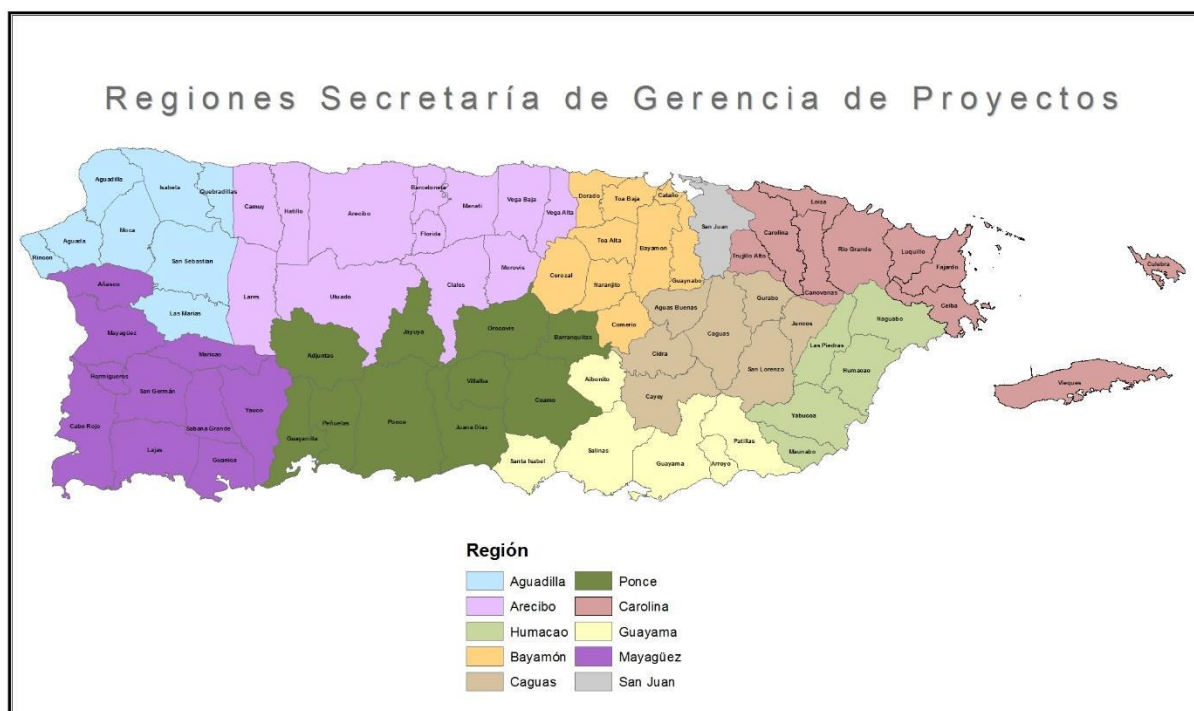 Regiones Secretaría de Gerencia de Proyectos
Aguadilla
Isabela
Quebradillas
Camuy
Hatillo
Arecibo
Barceloneta
Manati
Vega Baja
Vega Alta
Dorado
Toa Baja
Cataño
San Juan
Loiza
Carolina
Rio Grande
Luquillo
Fajardo
Culebra
Rincon
Aguada
Moca
San Sebastian
Florida
Morovis
Toa Alta
Bayamon
Trujillo Alto
Canovanas
Ceiba
Añasco
Las Marias
Lares
Utuado
Ciales
Corozal
Naranjito
Guaynabo
Aguas Buenas
Gurabo
Juncos
Naguabo
Mayagüez
Maricao
Adjuntas
Jayuya
Orocovis
Barranquitas
Comerio
Caguas
Las Piedras
Humacao
Vieques
Hormigueros
San Germán
Yauco
Villalba
Coamo
Aibonito
Cidra
San Lorenzo
Cayey
Yabucoa
Cabo Rojo
Sabana Grande
Guayanilla
Peñuelas
Ponce
Juana Diaz
Lajas
Guanica
Santa Isabel
Salinas
Guayama
Arroyo
Patillas
Maunabo
Región
Aguadilla
Ponce
Arecibo
Carolina
Humacao
Guayama
Bayamón
Mayagüez
Caguas
San Juan